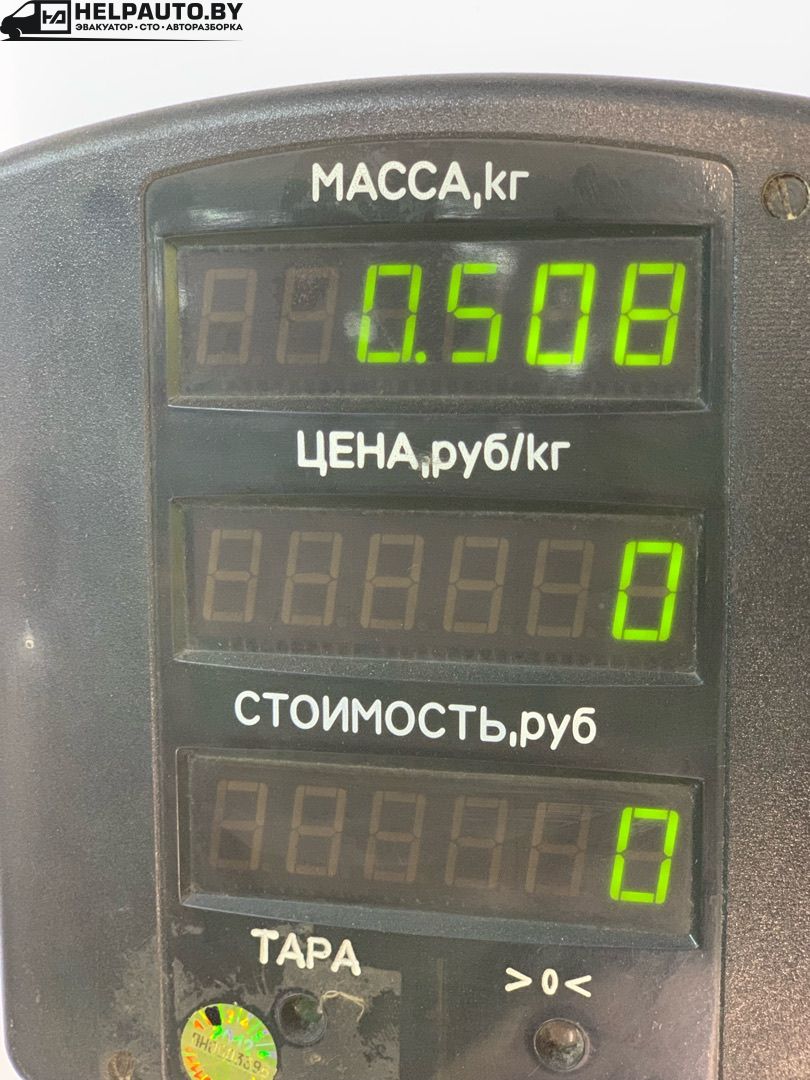 HELPAUTO.BY
ЭВАКУАТОР • СТО • АВТОРАЗБОРКА
МАССА,кг
0.508
ЦЕНА,руб/кг
0
СТОИМОСТЬ,руб
0
ТАРА
>0<